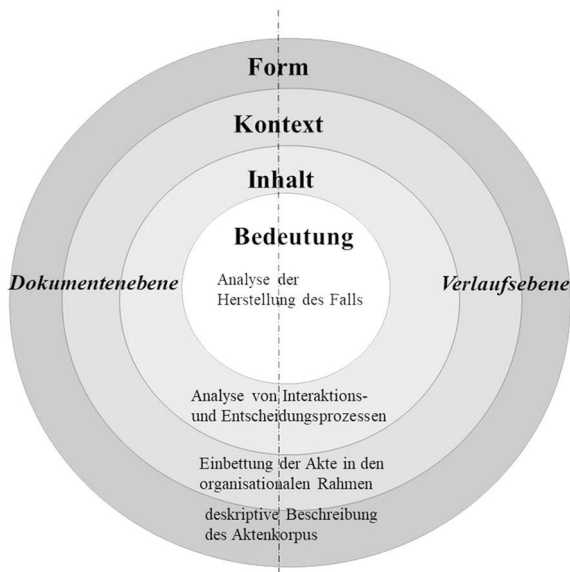 Form
Kontext
Inhalt
Bedeutung
Dokumentenebene
Verlaufsebene
Analyse der
Herstellung des Falls
Analyse von Interaktions-
und Entscheidungsprozessen
Einbettung der Akte in den
organisationalen Rahmen
deskriptive Beschreibung
des Aktenkorpus